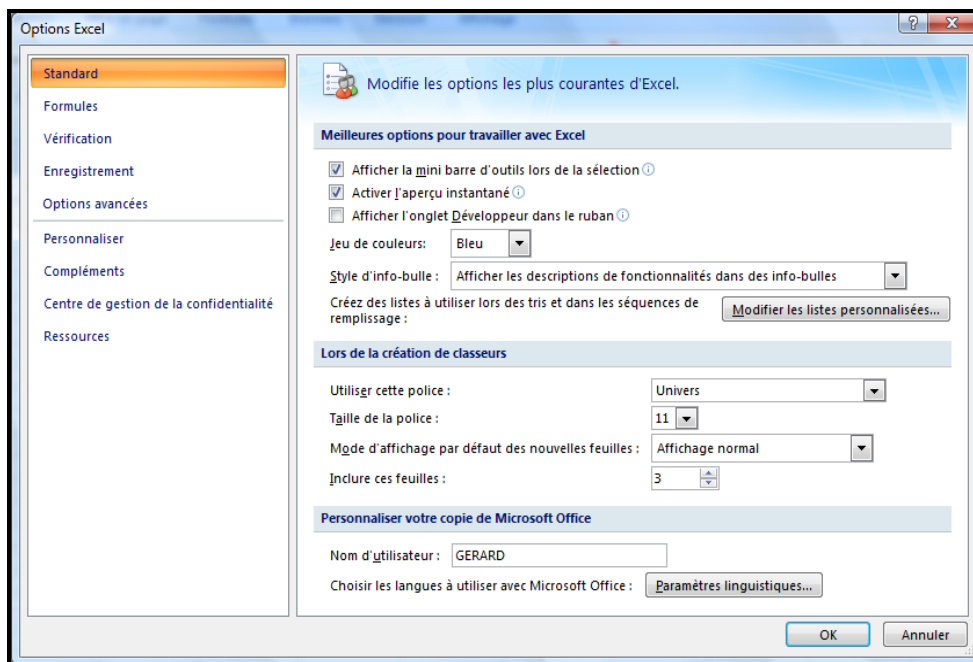 Options Excel
Standard
Formules
Vérification
Enregistrement
Options avancées
Personnaliser
Compléments
Centre de gestion de la confidentialité
Ressources
Modifie les options les plus courantes d'Excel.
Meilleures options pour travailler avec Excel
Afficher la mini barre d'outils lors de la sélection
Activer l'aperçu instantané
Afficher l'onglet Développeur dans le ruban
Jeu de couleurs: Bleu
Style d'info-bulle : Afficher les descriptions de fonctionnalités dans des info-bulles
Créez des listes à utiliser lors des tris et dans les séquences de
remplissage : Modifier les listes personnalisées...
Lors de la création de classeurs
Utiliser cette police : Univers
Taille de la police : 11
Mode d'affichage par défaut des nouvelles feuilles : Affichage normal
Inclure ces feuilles : 3
Personnaliser votre copie de Microsoft Office
Nom d'utilisateur : GERARD
Choisir les langues à utiliser avec Microsoft Office : Paramètres linguistiques...
OK Annuler